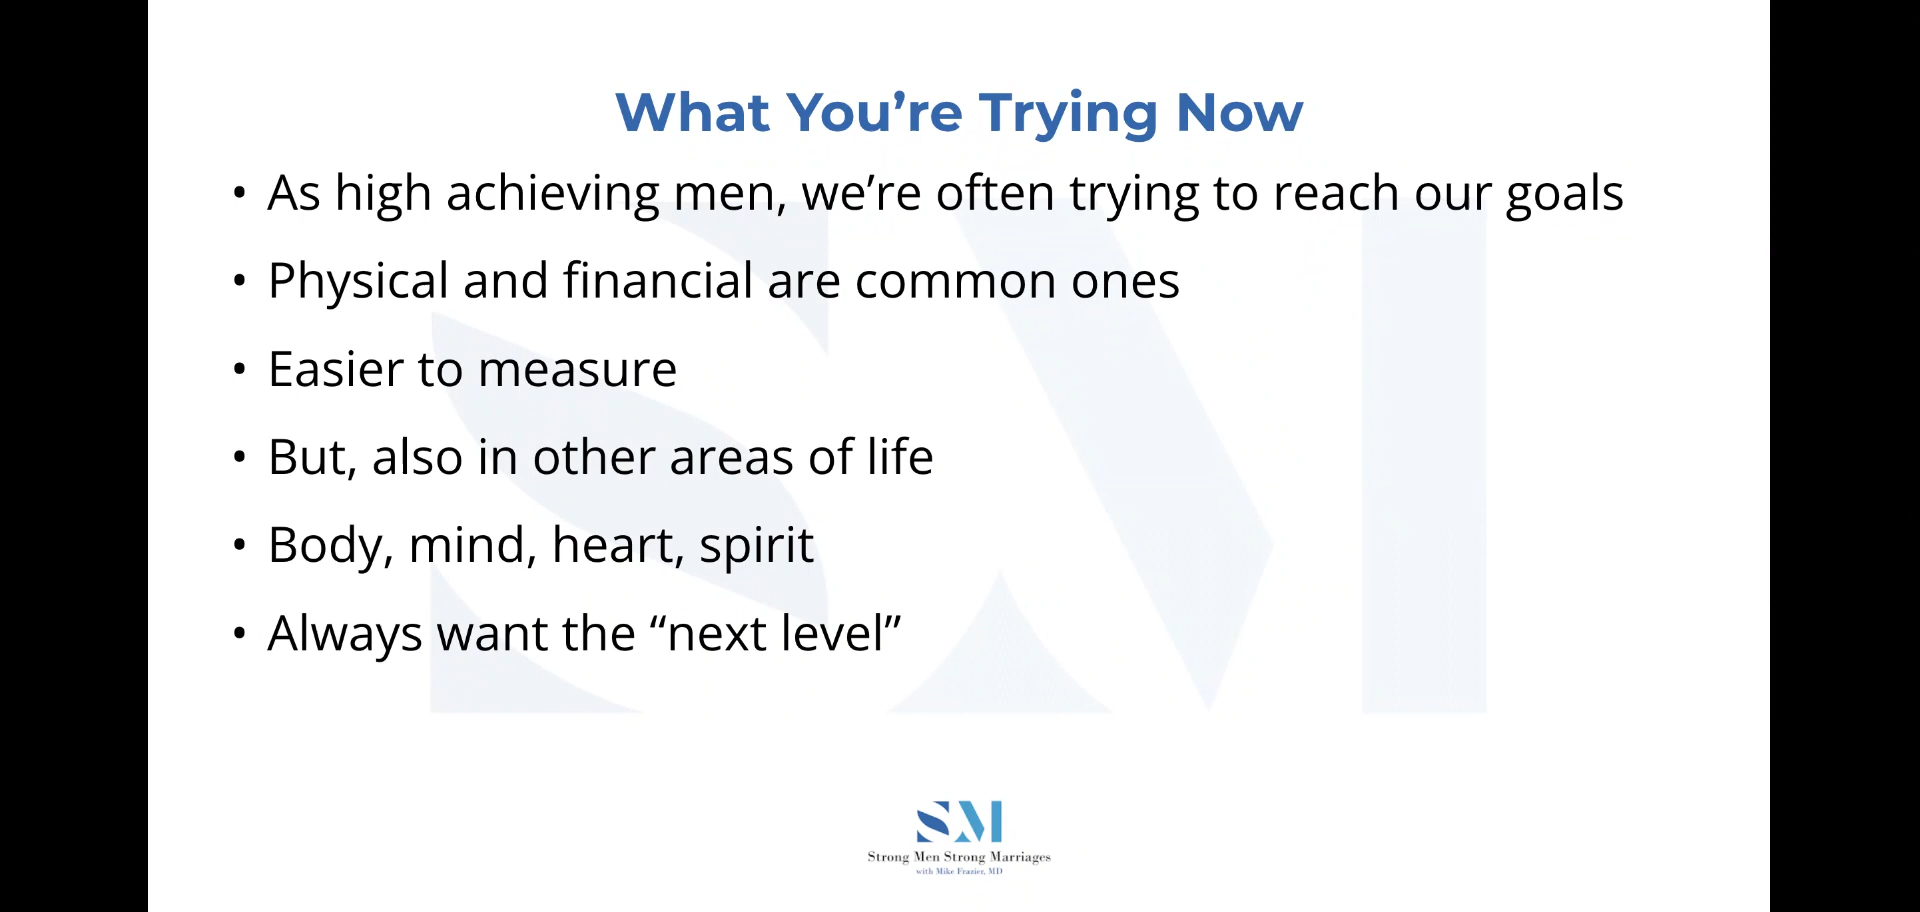 What You’re Trying Now
• As high achieving men, we’re often trying to reach our goals
• Physical and financial are common ones
• Easier to measure
• But, also in other areas of life
• Body, mind, heart, spirit
• Always want the “next level”
SM
Strong Men Strong Marriages
with Mike Frazier, MD